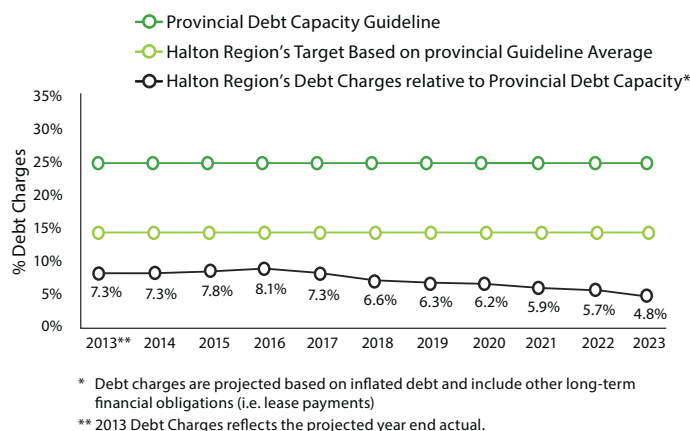 Provincial Debt Capacity Guideline
Halton Region's Target Based on provincial Guideline Average
Halton Region's Debt Charges relative to Provincial Debt Capacity*
% Debt Charges
35%
30%
25%
20%
15%
10%
5%
0%
7.3% 7.3% 7.8% 8.1% 7.3% 6.6% 6.3% 6.2% 5.9% 5.7% 4.8%
2013** 2014 2015 2016 2017 2018 2019 2020 2021 2022 2023
* Debt charges are projected based on inflated debt and include other long-term
financial obligations (i.e. lease payments)
** 2013 Debt Charges reflects the projected year end actual.